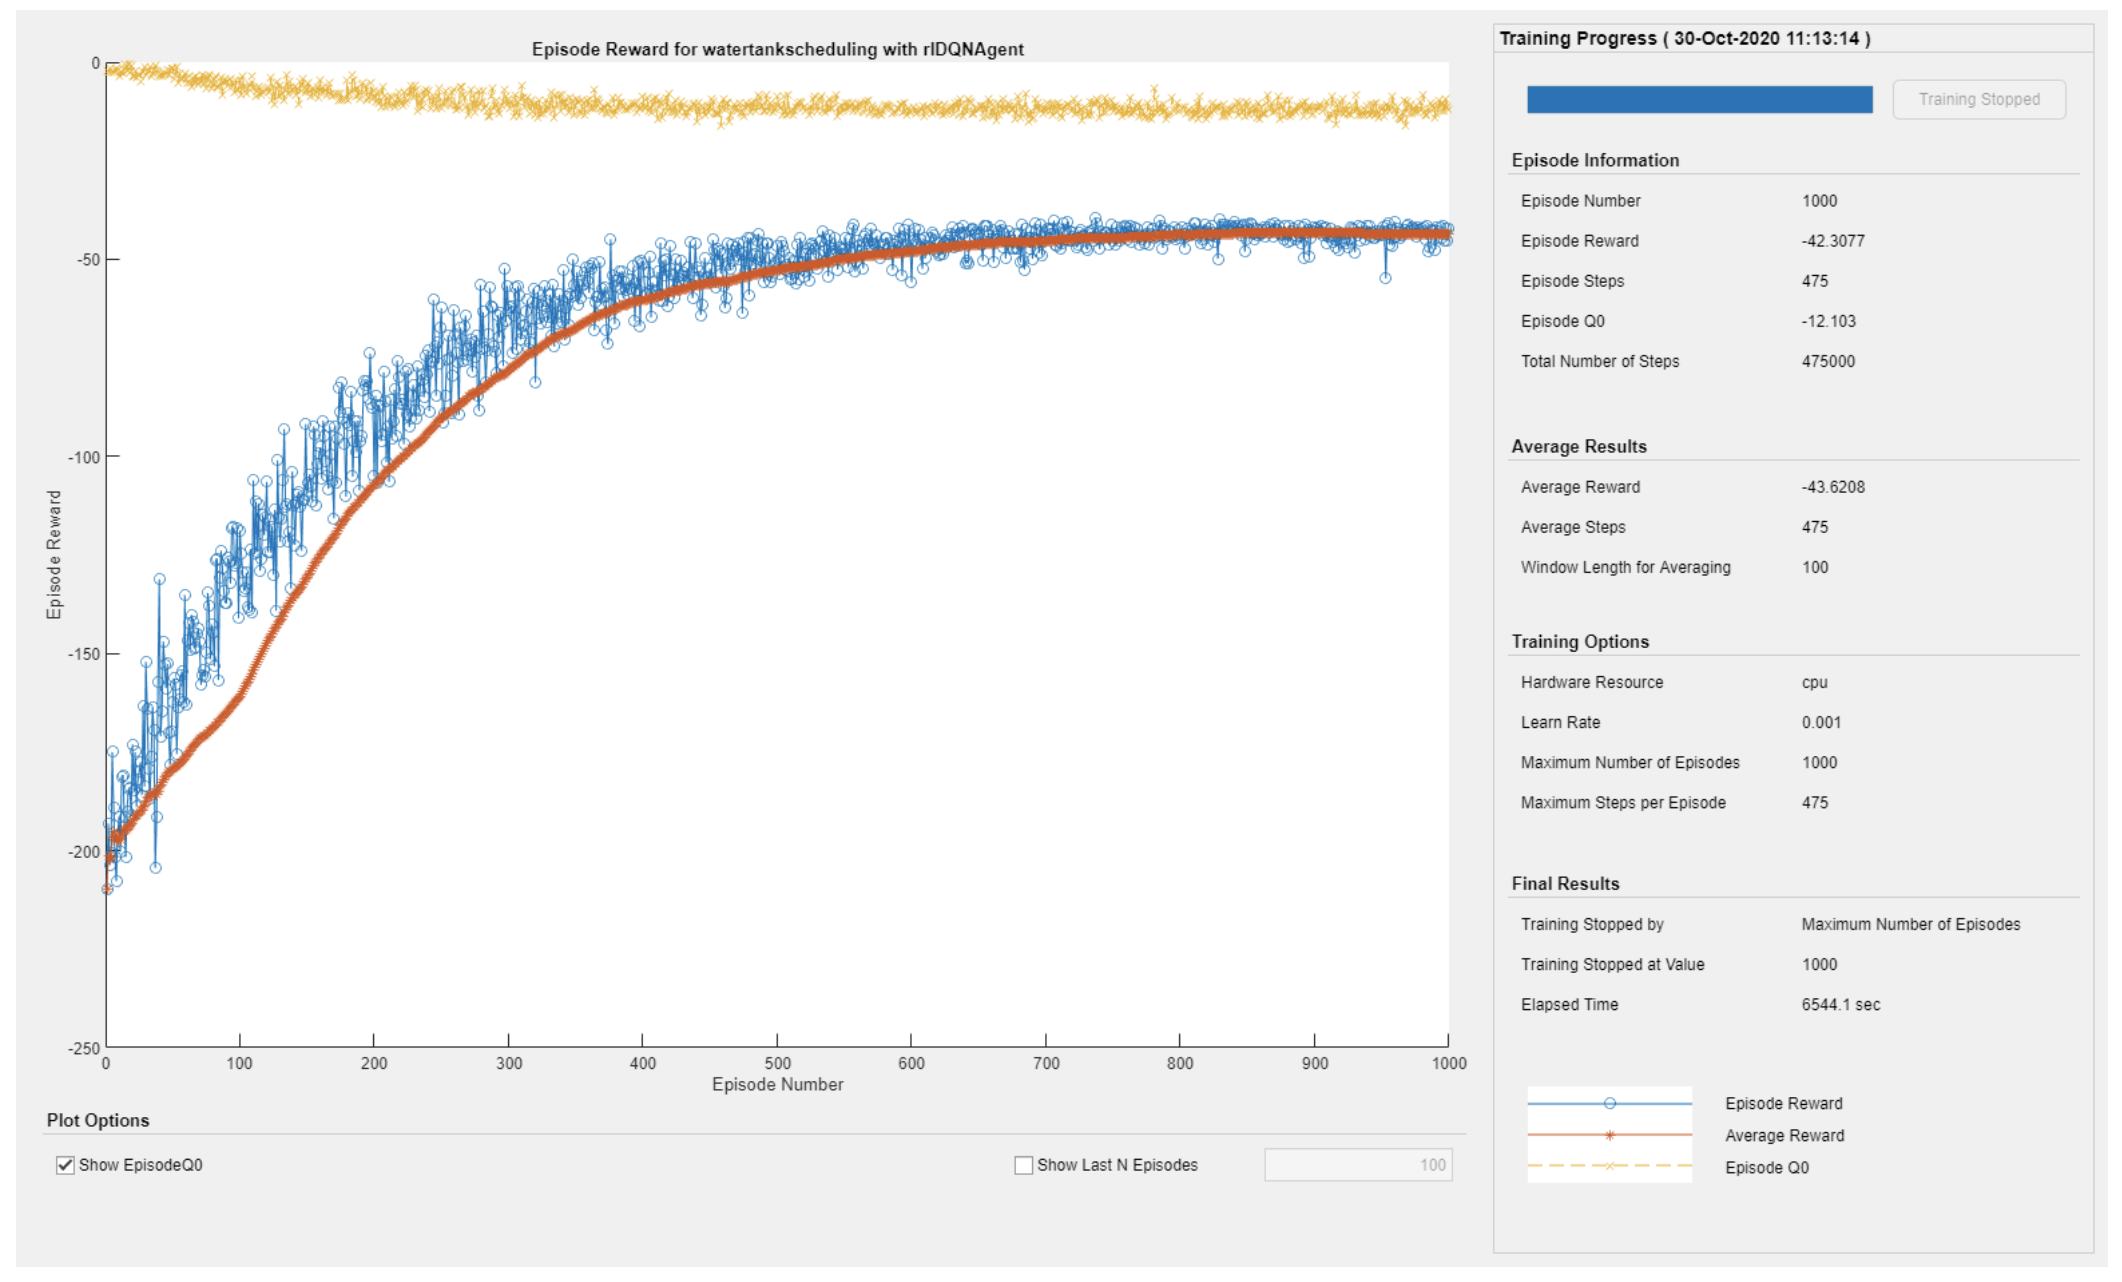 Episode Reward for watertankscheduling with rlDQNAgent
0
-50
-100
-150
-200
-250
Episode Reward
0 100 200 300 400 500 600 700 800 900 1000
Episode Number
Plot Options
Show EpisodeQ0
Show Last N Episodes 100
Training Progress ( 30-Oct-2020 11:13:14 )
Training Stopped
Episode Information
Episode Number 1000
Episode Reward -42.3077
Episode Steps 475
Episode Q0 -12.103
Total Number of Steps 475000
Average Results
Average Reward -43.6208
Average Steps 475
Window Length for Averaging 100
Training Options
Hardware Resource cpu
Learn Rate 0.001
Maximum Number of Episodes 1000
Maximum Steps per Episode 475
Final Results
Training Stopped by Maximum Number of Episodes
Training Stopped at Value 1000
Elapsed Time 6544.1 sec
Episode Reward
Average Reward
Episode Q0